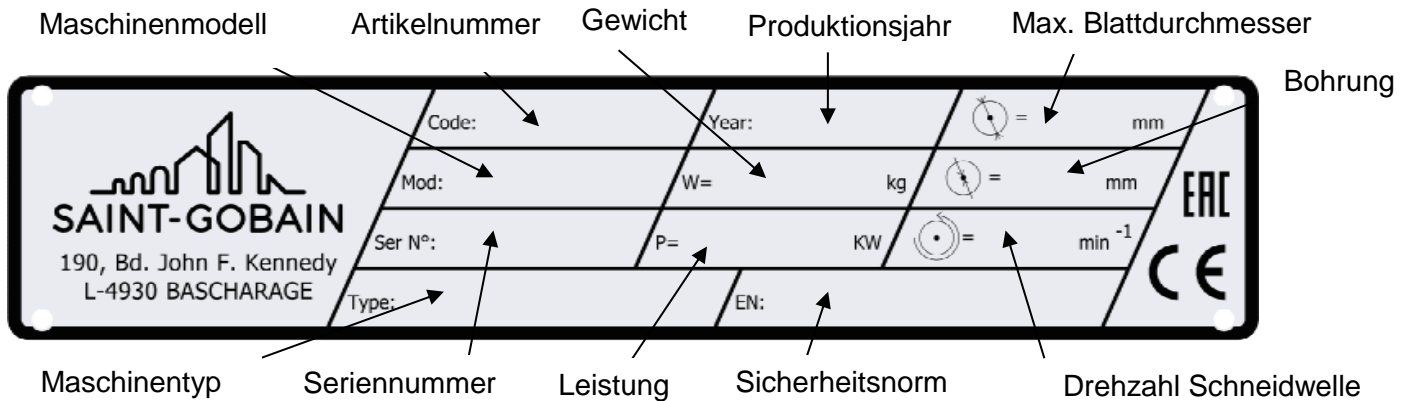 Maschinenmodell Artikelnummer Gewicht Produktionsjahr Max. Blattdurchmesser
Bohrung
Code: Year: = mm
Mod: W= kg = mm
Ser N°: P= KW = min -1
Type: EN:
SAINT-GOBAIN
190, Bd. John F. Kennedy
L-4930 BASCHARAGE
EAC
CE
Maschinentyp Seriennummer Leistung Sicherheitsnorm Drehzahl Schneidwelle